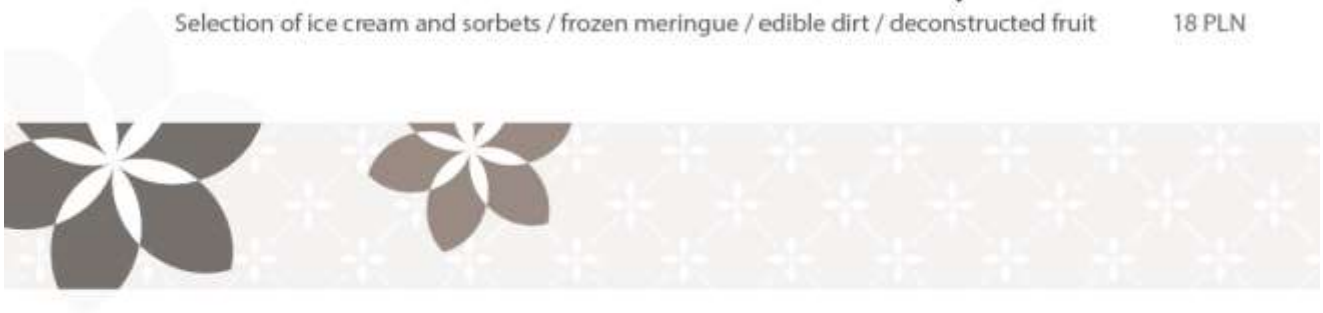 Selection of ice cream and sorbets / frozen meringue / edible dirt / deconstructed fruit 18 PLN